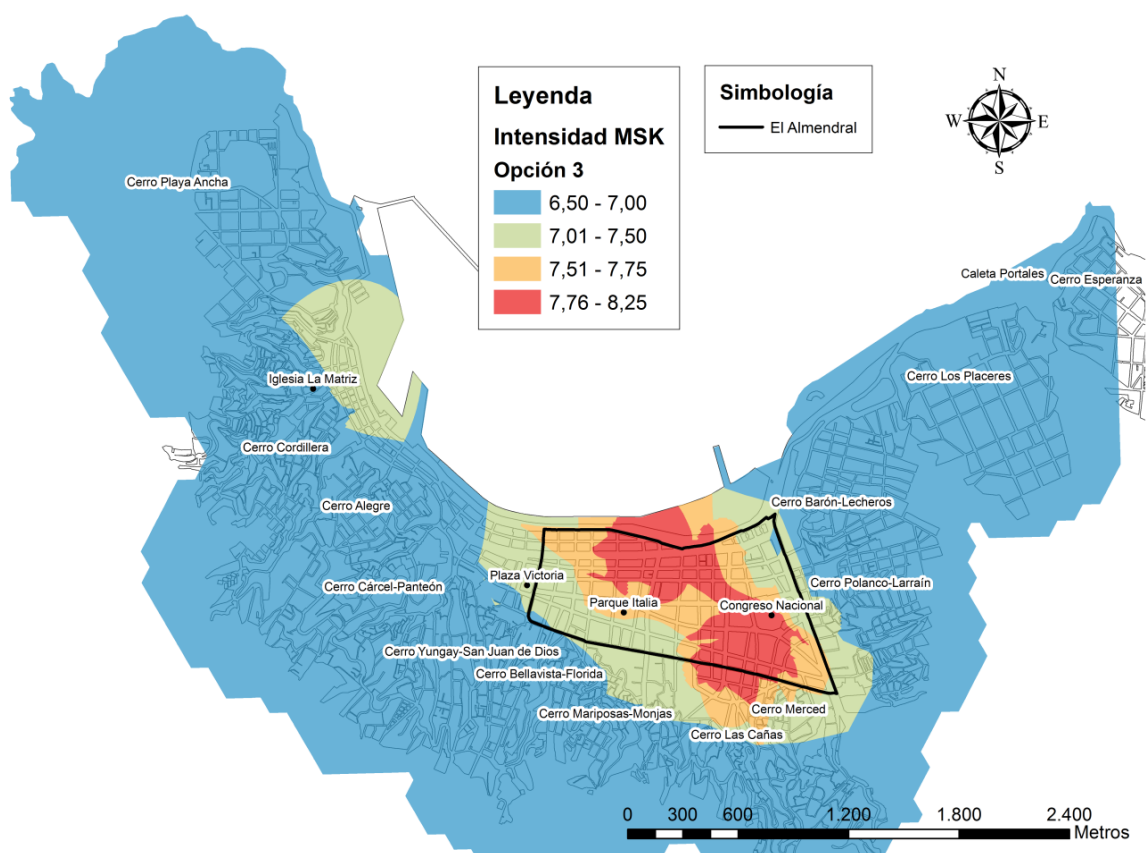 Leyenda
Intensidad MSK
Opción 3
6,50 - 7,00
7,01 - 7,50
7,51 - 7,75
7,76 - 8,25
Simbología
El Almendral
N
W
E
S
Cerro Playa Ancha
Caleta Portales
Cerro Esperanza
Iglesia La Matriz
Cerro Los Placeres
Cerro Cordillera
Cerro Alegre
Cerro Barón-Lecheros
Plaza Victoria
Cerro Polanco-Larraín
Cerro Cárcel-Panteón
Parque Italia
Congreso Nacional
Cerro Yungay-San Juan de Dios
Cerro Bellavista-Florida
Cerro Mariposas-Monjas
Cerro Merced
Cerro Las Cañas
0 300 600 1.200 1.800 2.400
Metros